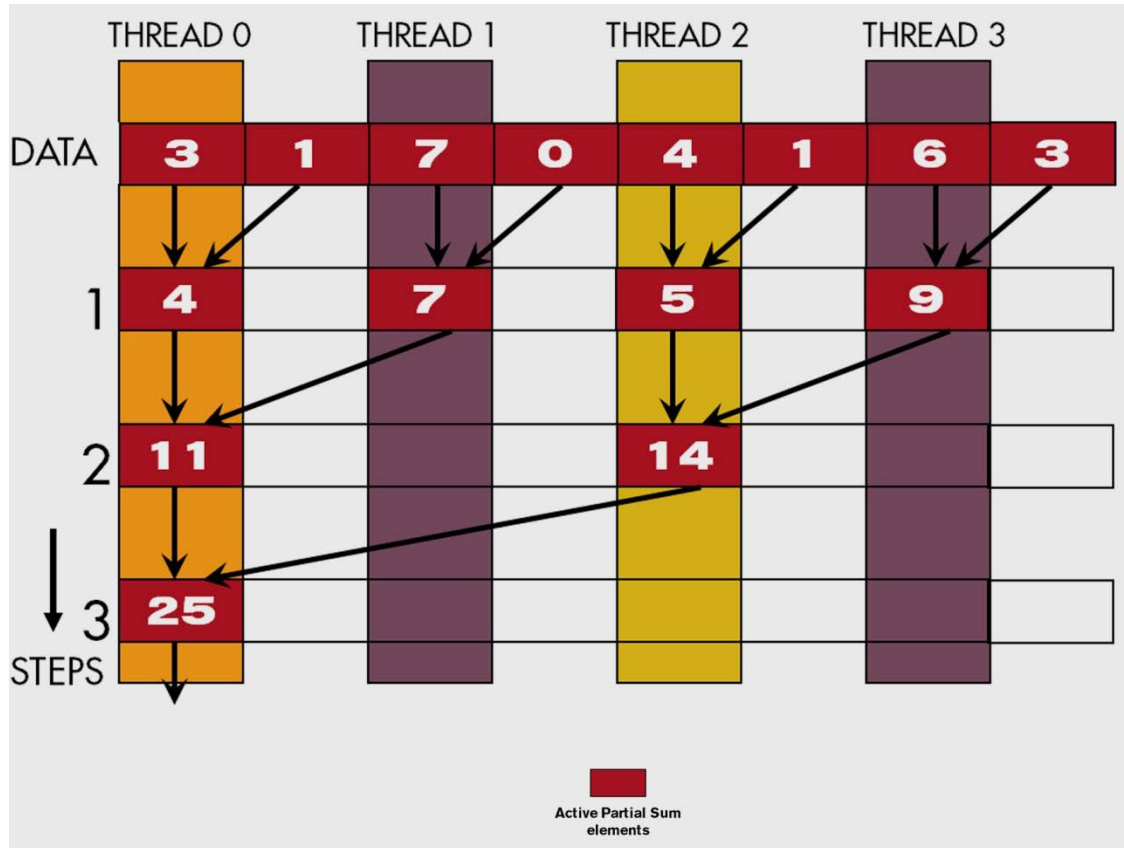 THREAD 0 THREAD 1 THREAD 2 THREAD 3
DATA 3 1 7 0 4 1 6 3
1 4 7 5 9
2 11 14
3 25
STEPS
Active Partial Sum
elements